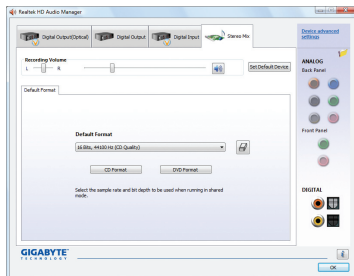 Realtek HD Audio Manager
Digital Output(Optical)
Digital Output
Digital Input
Stereo Mix
Device advanced
settings
Recording Volume
L
R
Set Default Device
ANALOG
Back Panel
Default Format
Default Format
16 Bits, 44100 Hz (CD Quality)
CD Format
DVD Format
Select the sample rate and bit depth to be used when running in shared
mode.
Front Panel
DIGITAL
GIGABYTE
TECHNOLOGY
OK